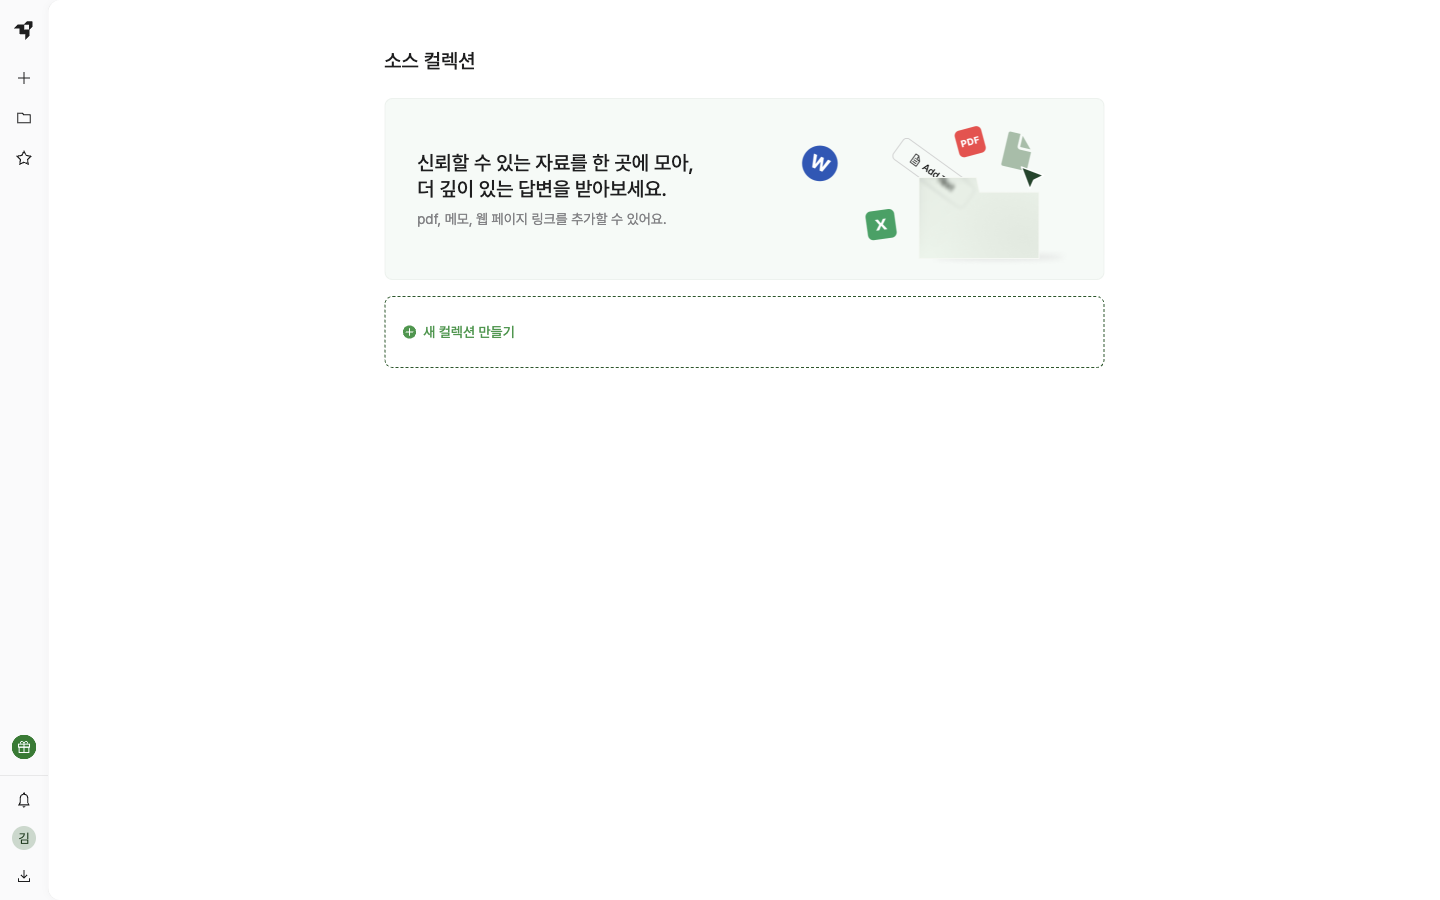 소스 컬렉션
신뢰할 수 있는 자료를 한 곳에 모아,
더 깊이 있는 답변을 받아보세요.
pdf, 메모, 웹 페이지 링크를 추가할 수 있어요.
W
PDF
Add
X
새 컬렉션 만들기
김